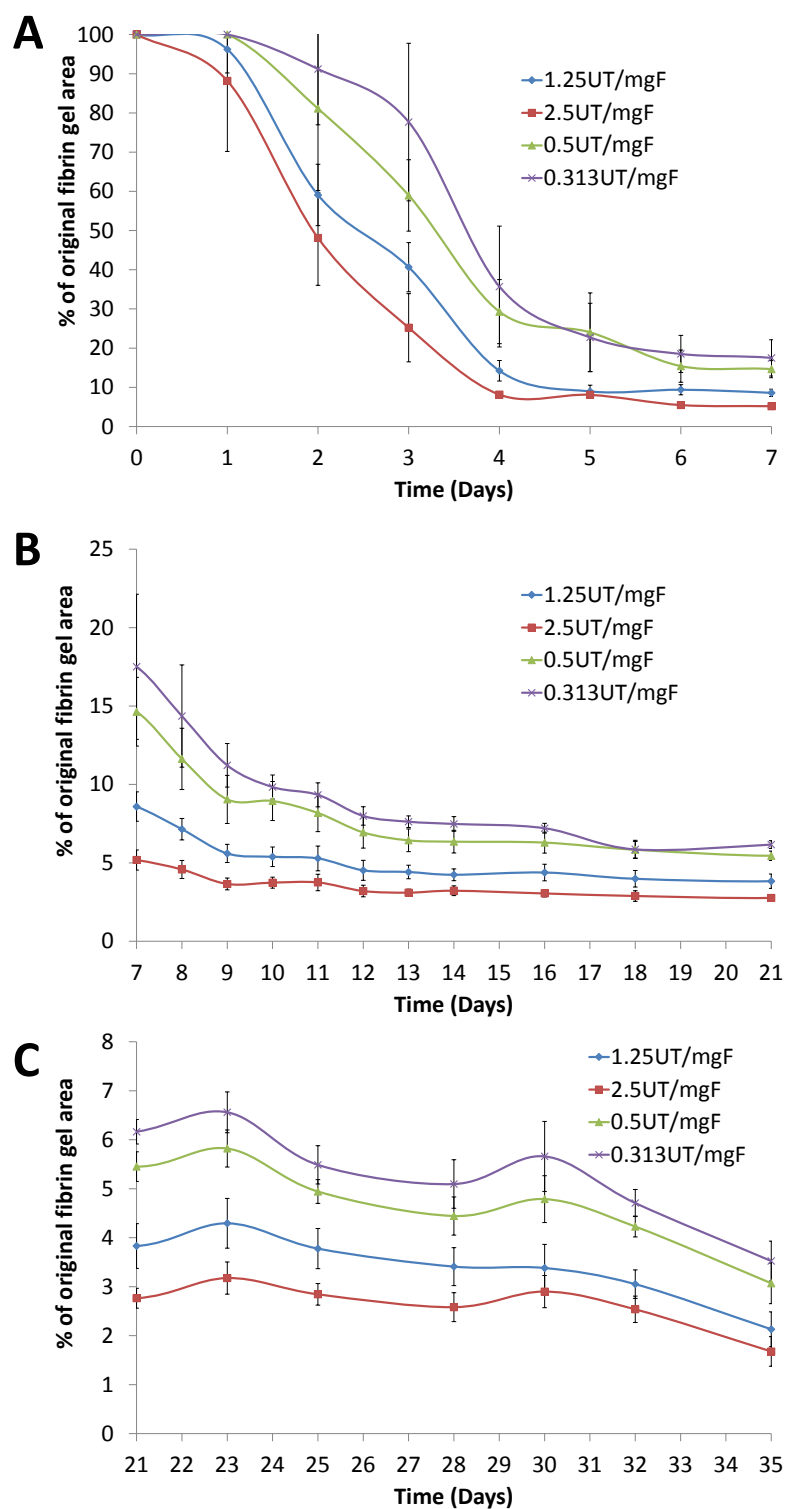 A
% of original fibrin gel area
100
90
80
70
60
50
40
30
20
10
0
1.25UT/mgF
2.5UT/mgF
0.5UT/mgF
0.313UT/mgF
0 1 2 3 4 5 6 7
Time (Days)
B
% of original fibrin gel area
25
20
15
10
5
0
1.25UT/mgF
2.5UT/mgF
0.5UT/mgF
0.313UT/mgF
7 8 9 10 11 12 13 14 15 16 17 18 19 20 21
Time (Days)
C
% of original fibrin gel area
8
7
6
5
4
3
2
1
0
1.25UT/mgF
2.5UT/mgF
0.5UT/mgF
0.313UT/mgF
21 22 23 24 25 26 27 28 29 30 31 32 33 34 35
Time (Days)